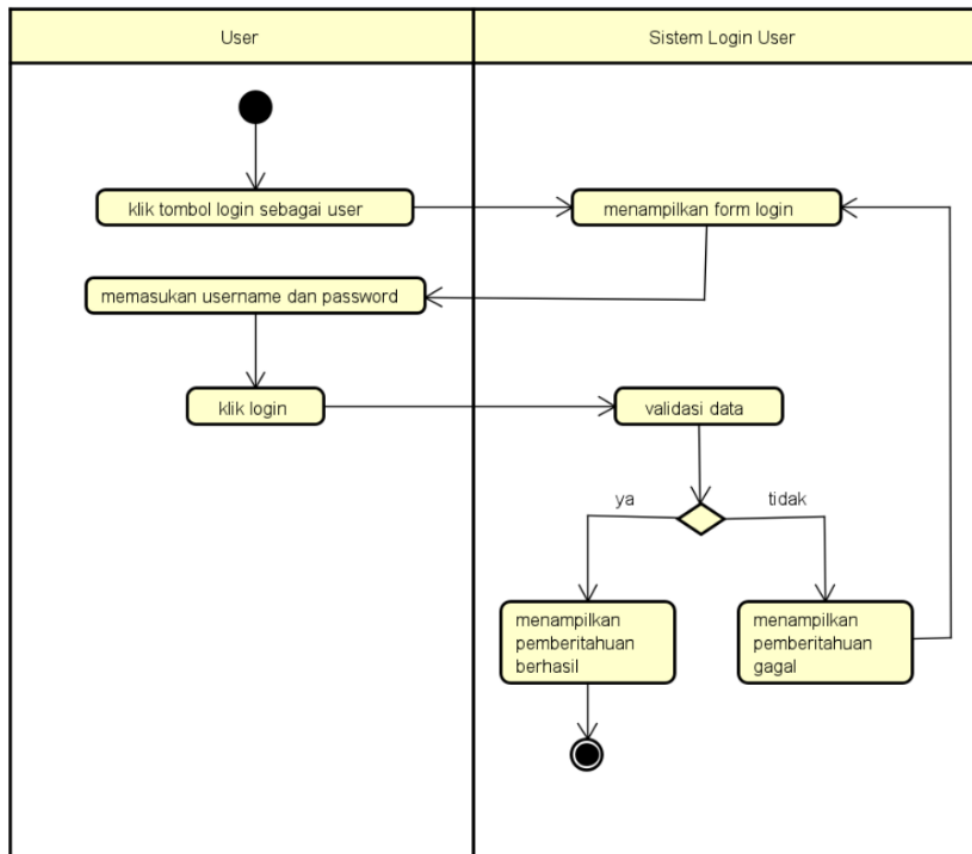 User
Sistem Login User
klik tombol login sebagai user
menampilkan form login
memasukan username dan password
klik login
validasi data
ya
tidak
menampilkan
pemberitahuan
berhasil
menampilkan
pemberitahuan
gagal